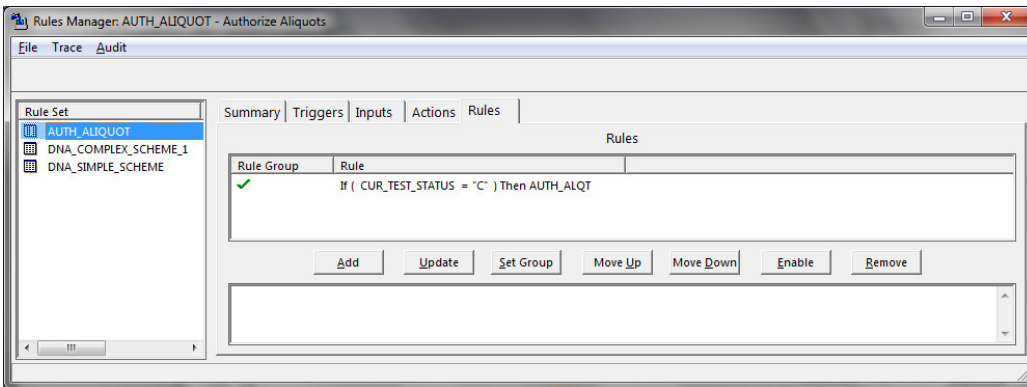 Rules Manager: AUTH_ALIQUOT - Authorize Aliquots
File Trace Audit
Rule Set
AUTH_ALIQUOT
DNA_COMPLEX_SCHEME_1
DNA_SIMPLE_SCHEME
Summary Triggers Inputs Actions Rules
Rules
Rule Group Rule
If ( CUR_TEST_STATUS = "C" ) Then AUTH_ALQT
Add Update Set Group Move Up Move Down Enable Remove